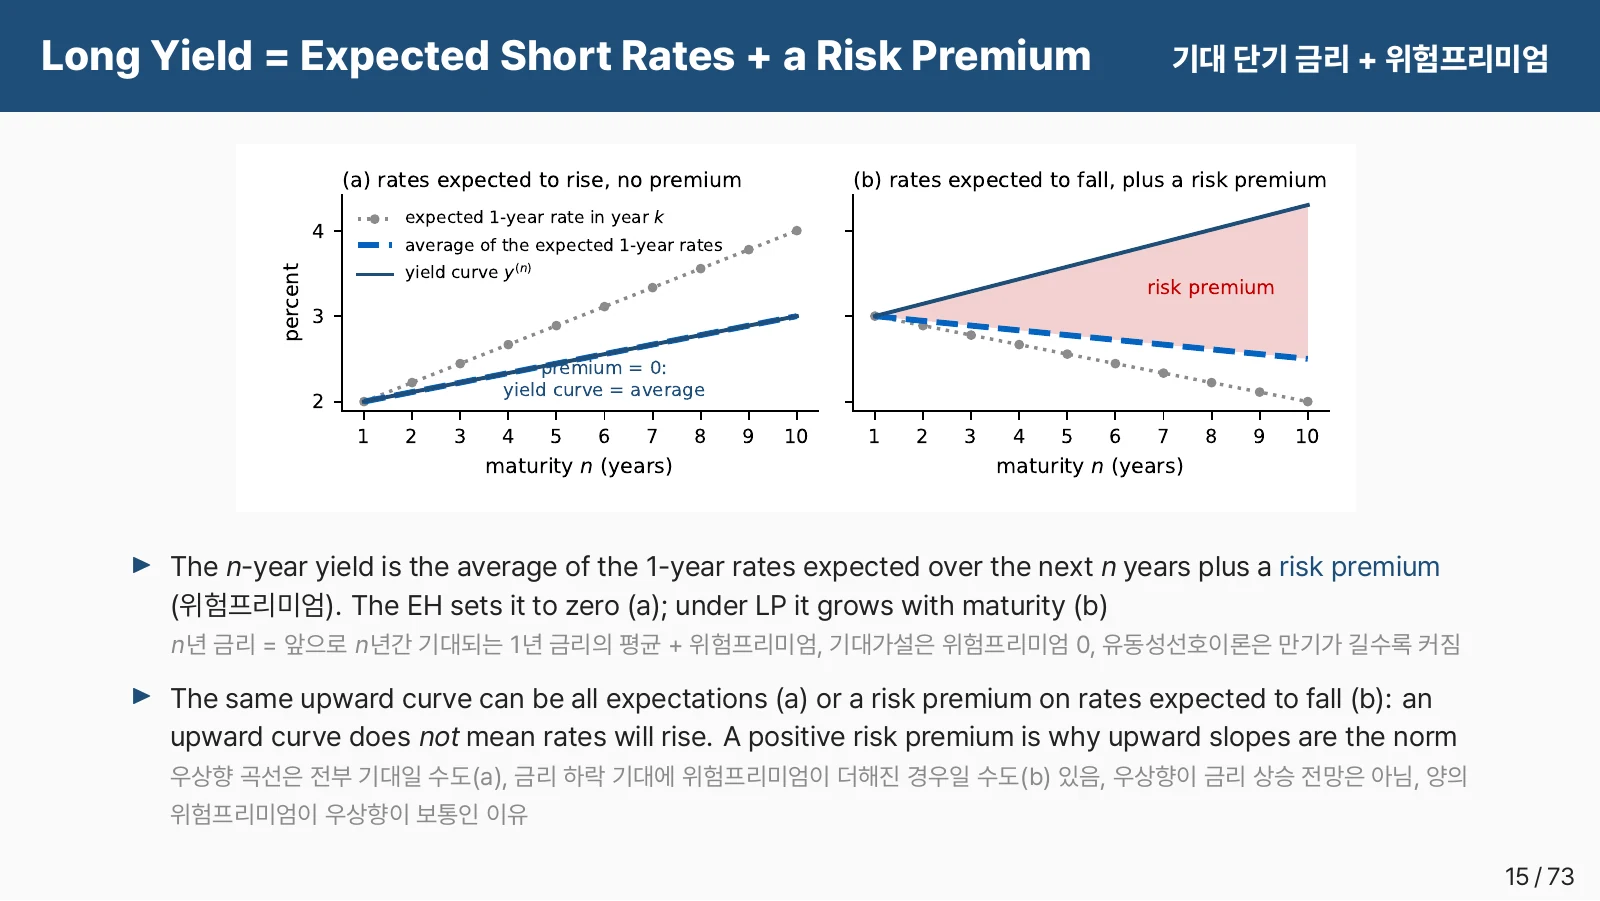 Long Yield = Expected Short Rates + a Risk Premium
기대 단기 금리 + 위험프리미엄
(a) rates expected to rise, no premium
expected 1-year rate in year k
average of the expected 1-year rates
yield curve y⁽ⁿ⁾
percent
4
3
2
premium = 0:
yield curve = average
1 2 3 4 5 6 7 8 9 10
maturity n (years)
(b) rates expected to fall, plus a risk premium
risk premium
1 2 3 4 5 6 7 8 9 10
maturity n (years)
▶ The n-year yield is the average of the 1-year rates expected over the next n years plus a risk premium
(위험프리미엄). The EH sets it to zero (a); under LP it grows with maturity (b)
n년 금리 = 앞으로 n년간 기대되는 1년 금리의 평균 + 위험프리미엄, 기대가설은 위험프리미엄 0, 유동성선호이론은 만기가 길수록 커짐
▶ The same upward curve can be all expectations (a) or a risk premium on rates expected to fall (b): an
upward curve does not mean rates will rise. A positive risk premium is why upward slopes are the norm
우상향 곡선은 전부 기대일 수도(a), 금리 하락 기대에 위험프리미엄이 더해진 경우일 수도(b) 있음, 우상향이 금리 상승 전망은 아님, 양의
위험프리미엄이 우상향이 보통인 이유
15 / 73